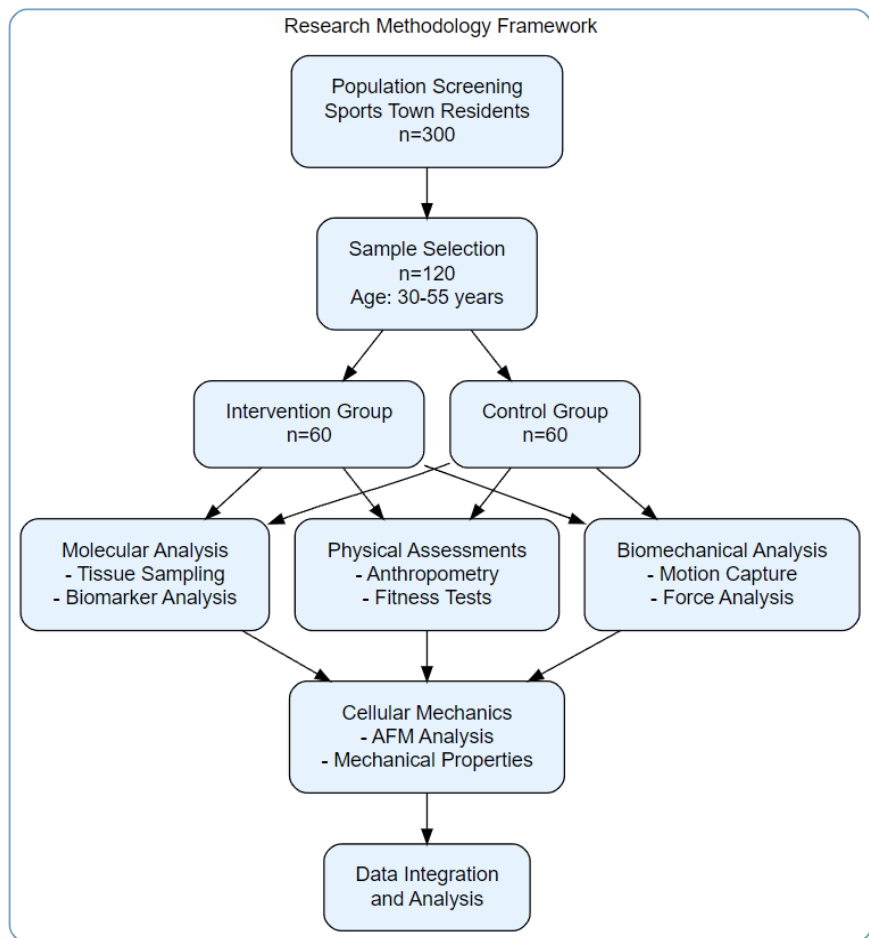 Research Methodology Framework
Population Screening
Sports Town Residents
n=300
Sample Selection
n=120
Age: 30-55 years
Intervention Group
n=60
Control Group
n=60
Molecular Analysis
- Tissue Sampling
- Biomarker Analysis
Physical Assessments
- Anthropometry
- Fitness Tests
Biomechanical Analysis
- Motion Capture
- Force Analysis
Cellular Mechanics
- AFM Analysis
- Mechanical Properties
Data Integration
and Analysis